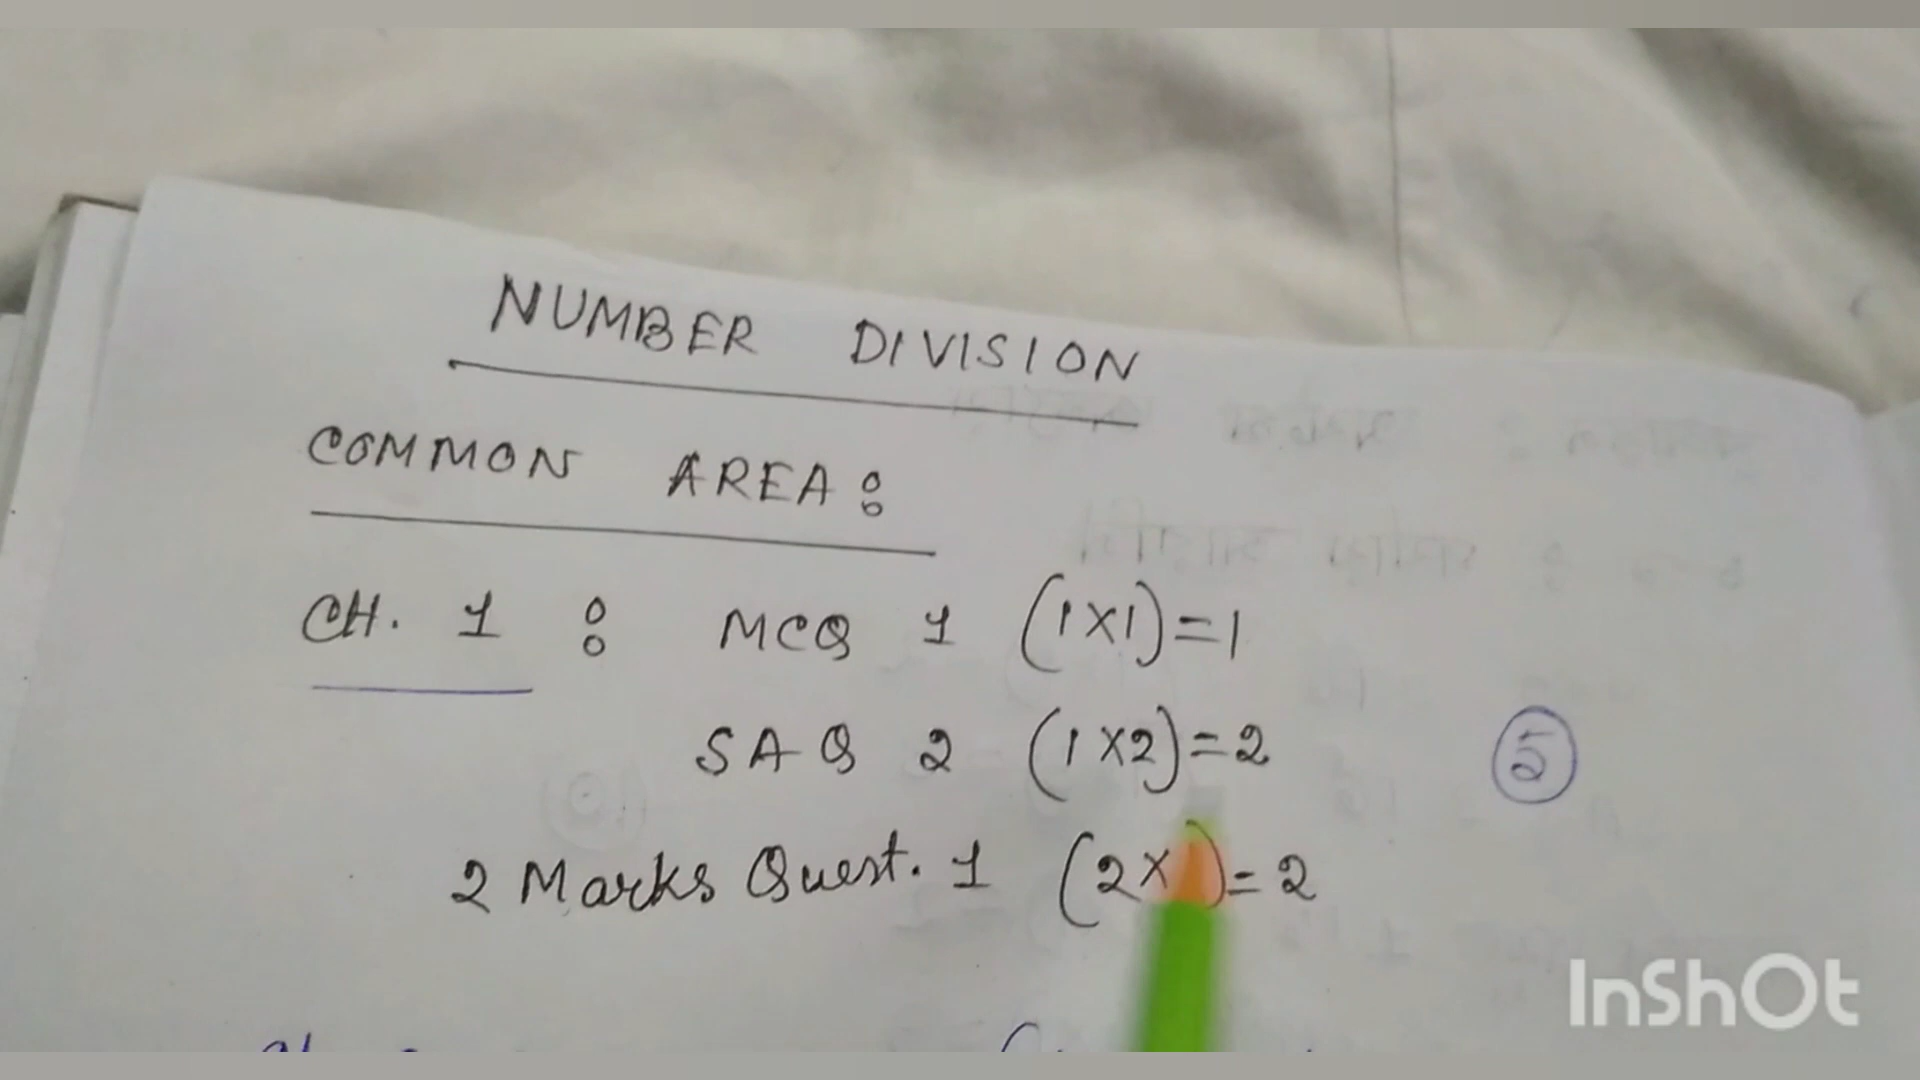 NUMBER DIVISION
COMMON AREA:
CH. 1 : MCQ 1 (1×1)=1
SAQ 2 (1×2)=2
5
2 Marks Quest. 1 (2× )=2
InShOt